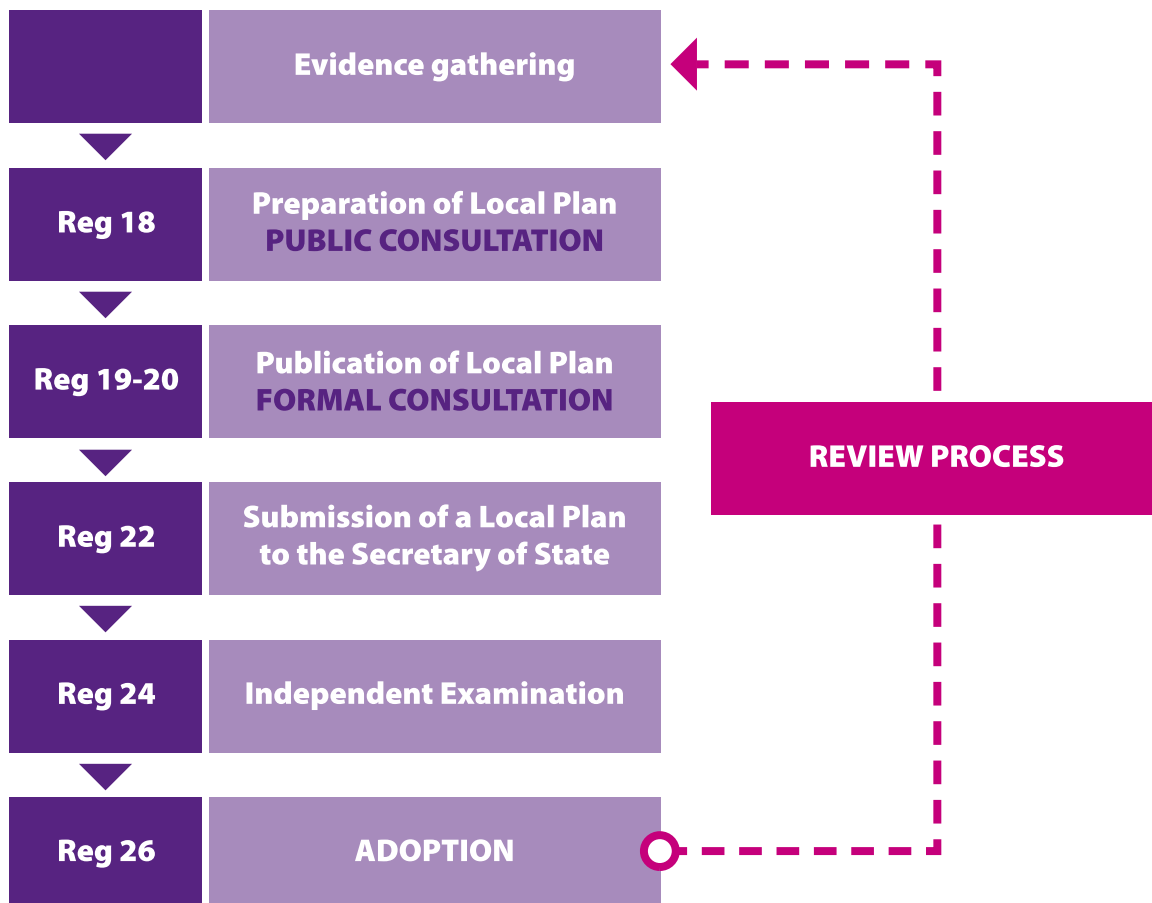 Evidence gathering
Reg 18
Preparation of Local Plan
PUBLIC CONSULTATION
Reg 19-20
Publication of Local Plan
FORMAL CONSULTATION
Reg 22
Submission of a Local Plan
to the Secretary of State
Reg 24
Independent Examination
Reg 26
ADOPTION
REVIEW PROCESS